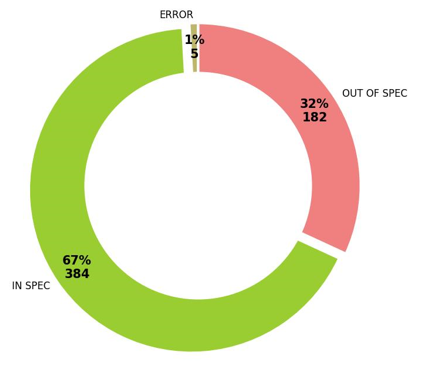 ERROR
1%
5
32%
182
OUT OF SPEC
67%
384
IN SPEC